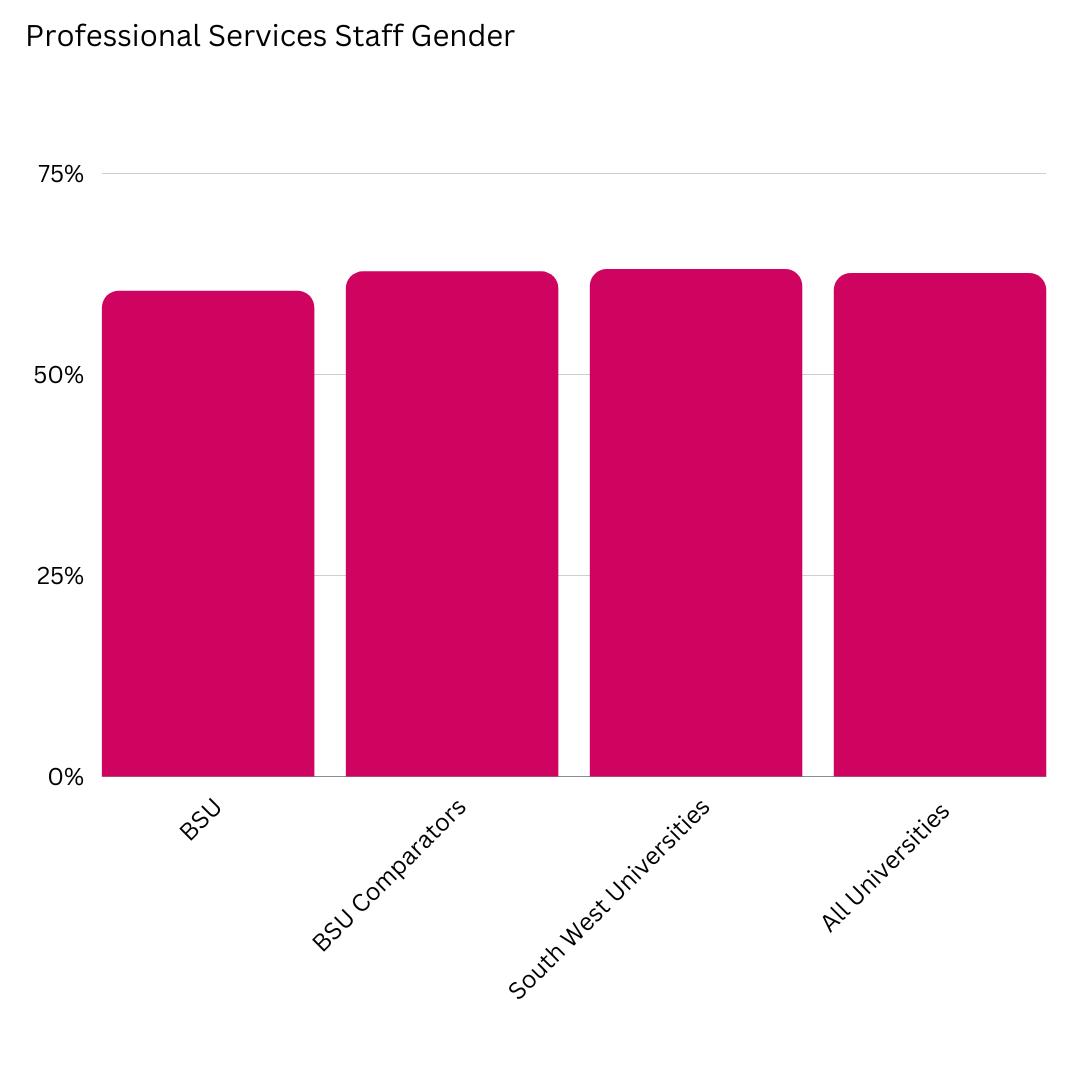 Professional Services Staff Gender
75%
50%
25%
0%
BSU
BSU Comparators
South West Universities
All Universities